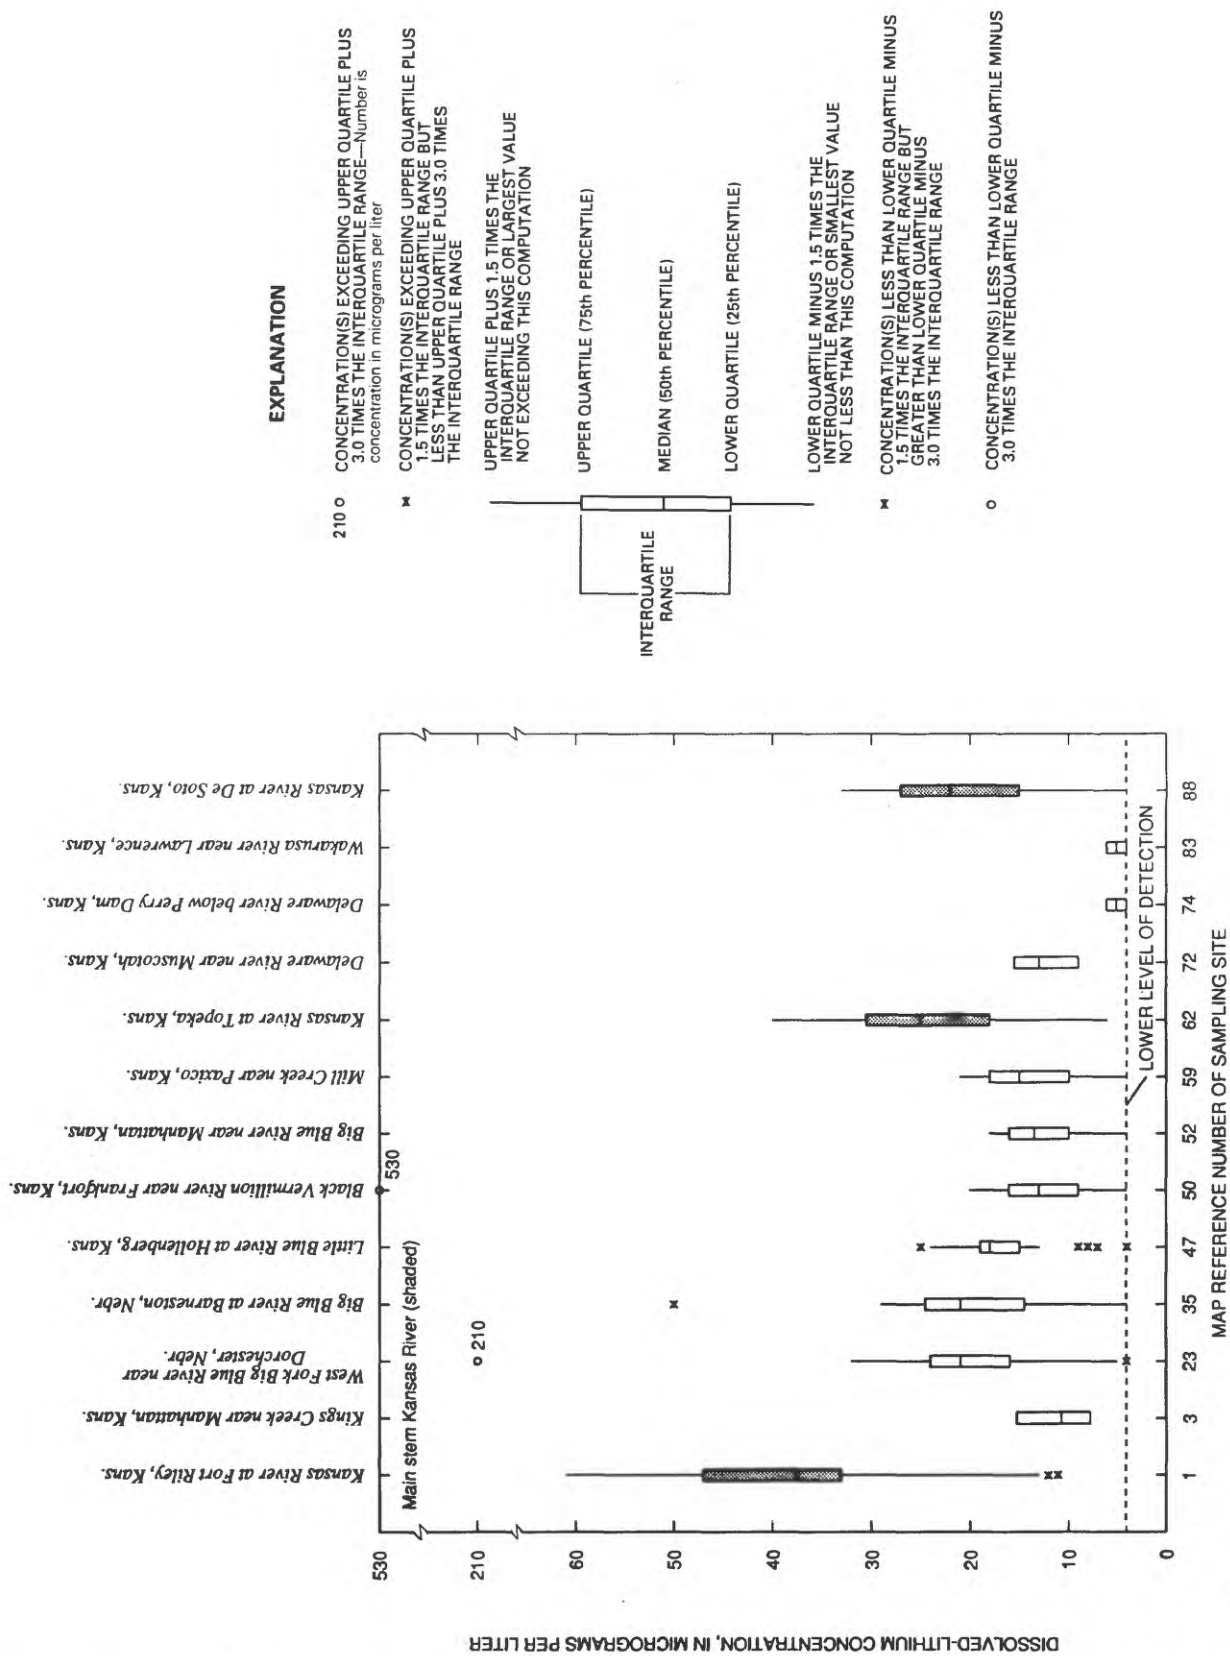 Kansas River at Fort Riley, Kans.
Kings Creek near Manhattan, Kans.
West Fork Big Blue River near
Dorchester, Nebr.
Big Blue River at Barneston, Nebr.
Little Blue River at Hollenberg, Kans.
Black Vermillion River near Frankfort, Kans.
Big Blue River near Manhattan, Kans.
Mill Creek near Paxico, Kans.
Kansas River at Topeka, Kans.
Delaware River near Muscotah, Kans.
Delaware River below Perry Dam, Kans.
Wakarusa River near Lawrence, Kans.
Kansas River at De Soto, Kans.
DISSOLVED-LITHIUM CONCENTRATION, IN MICROGRAMS PER LITER
530
210
60
50
40
30
20
10
0
Main stem Kansas River (shaded)
210
530
LOWER LEVEL OF DETECTION
1 3 23 35 47 50 52 59 62 72 74 83 88
MAP REFERENCE NUMBER OF SAMPLING SITE
EXPLANATION
210 o CONCENTRATION(S) EXCEEDING UPPER QUARTILE PLUS
3.0 TIMES THE INTERQUARTILE RANGE—Number is
concentration in micrograms per liter
x CONCENTRATION(S) EXCEEDING UPPER QUARTILE PLUS
1.5 TIMES THE INTERQUARTILE RANGE BUT
LESS THAN UPPER QUARTILE PLUS 3.0 TIMES
THE INTERQUARTILE RANGE
UPPER QUARTILE PLUS 1.5 TIMES THE
INTERQUARTILE RANGE OR LARGEST VALUE
NOT EXCEEDING THIS COMPUTATION
UPPER QUARTILE (75th PERCENTILE)
INTERQUARTILE
RANGE
MEDIAN (50th PERCENTILE)
LOWER QUARTILE (25th PERCENTILE)
LOWER QUARTILE MINUS 1.5 TIMES THE
INTERQUARTILE RANGE OR SMALLEST VALUE
NOT LESS THAN THIS COMPUTATION
x CONCENTRATION(S) LESS THAN LOWER QUARTILE MINUS
1.5 TIMES THE INTERQUARTILE RANGE BUT
GREATER THAN LOWER QUARTILE MINUS
3.0 TIMES THE INTERQUARTILE RANGE
o CONCENTRATION(S) LESS THAN LOWER QUARTILE MINUS
3.0 TIMES THE INTERQUARTILE RANGE